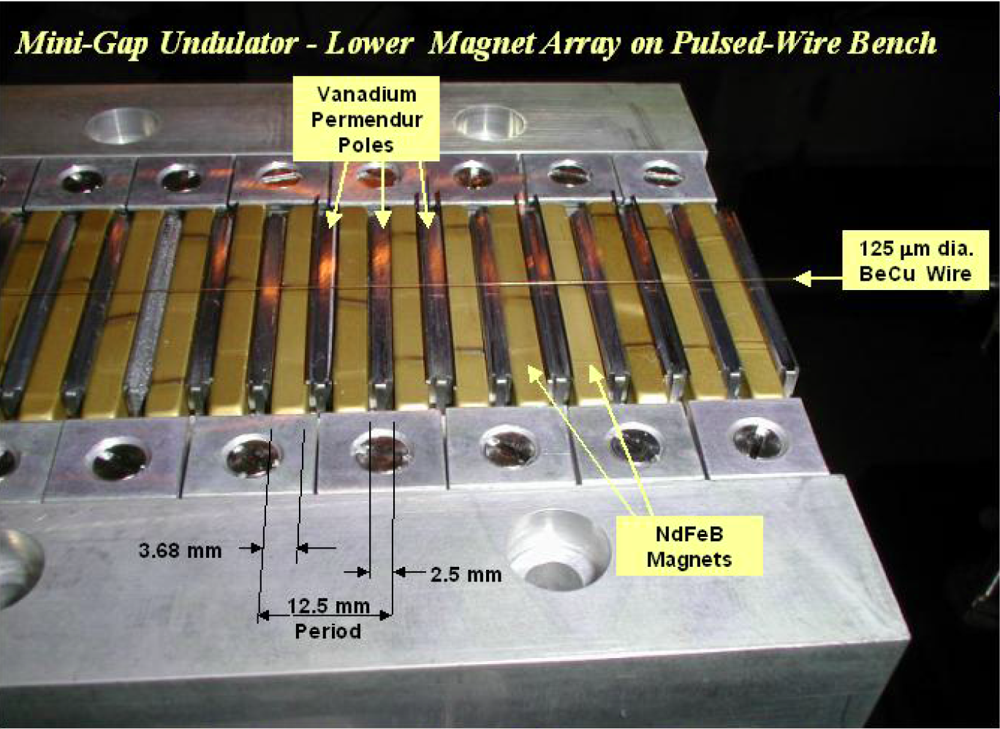 Mini-Gap Undulator - Lower Magnet Array on Pulsed-Wire Bench
Vanadium
Permendur
Poles
125 µm dia.
BeCu Wire
NdFeB
Magnets
3.68 mm
2.5 mm
12.5 mm
Period